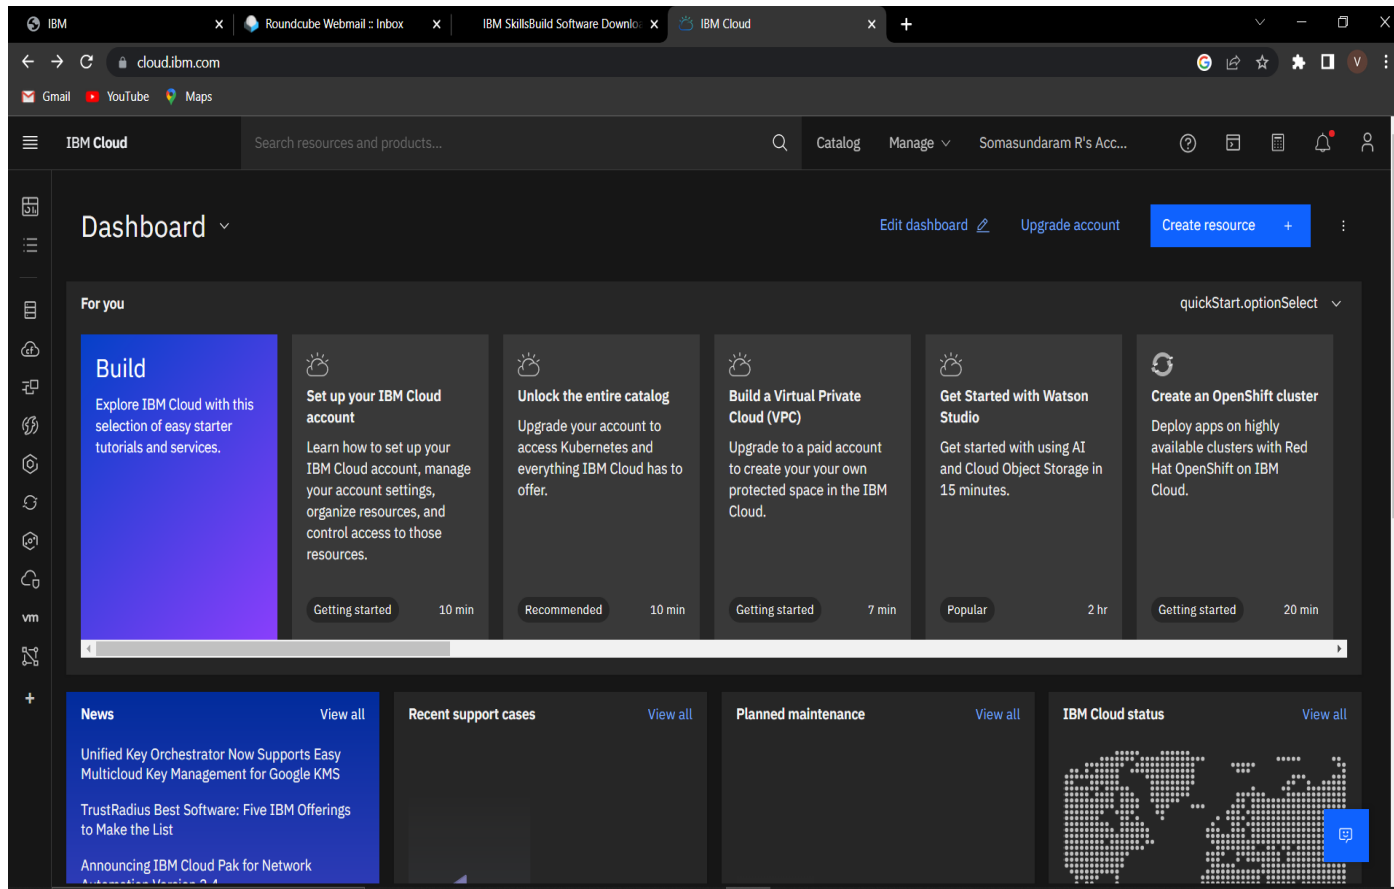 IBM
Roundcube Webmail :: Inbox
IBM SkillsBuild Software Downlo
IBM Cloud
cloud.ibm.com
V
Gmail
YouTube
Maps
IBM Cloud
Search resources and products...
Catalog
Manage
Somasundaram R's Acc...
Dashboard
Edit dashboard
Upgrade account
Create resource +
For you
quickStart.optionSelect
Build
Explore IBM Cloud with this
selection of easy starter
tutorials and services.
Set up your IBM Cloud
account
Learn how to set up your
IBM Cloud account, manage
your account settings,
organize resources, and
control access to those
resources.
Getting started
10 min
Unlock the entire catalog
Upgrade your account to
access Kubernetes and
everything IBM Cloud has to
offer.
Recommended
10 min
Build a Virtual Private
Cloud (VPC)
Upgrade to a paid account
to create your your own
protected space in the IBM
Cloud.
Getting started
7 min
Get Started with Watson
Studio
Get started with using AI
and Cloud Object Storage in
15 minutes.
Popular
2 hr
Create an OpenShift cluster
Deploy apps on highly
available clusters with Red
Hat OpenShift on IBM
Cloud.
Getting started
20 min
cf
vm
News
View all
Unified Key Orchestrator Now Supports Easy
Multicloud Key Management for Google KMS
TrustRadius Best Software: Five IBM Offerings
to Make the List
Announcing IBM Cloud Pak for Network
Automation Version 2.4
Recent support cases
View all
Planned maintenance
View all
IBM Cloud status
View all